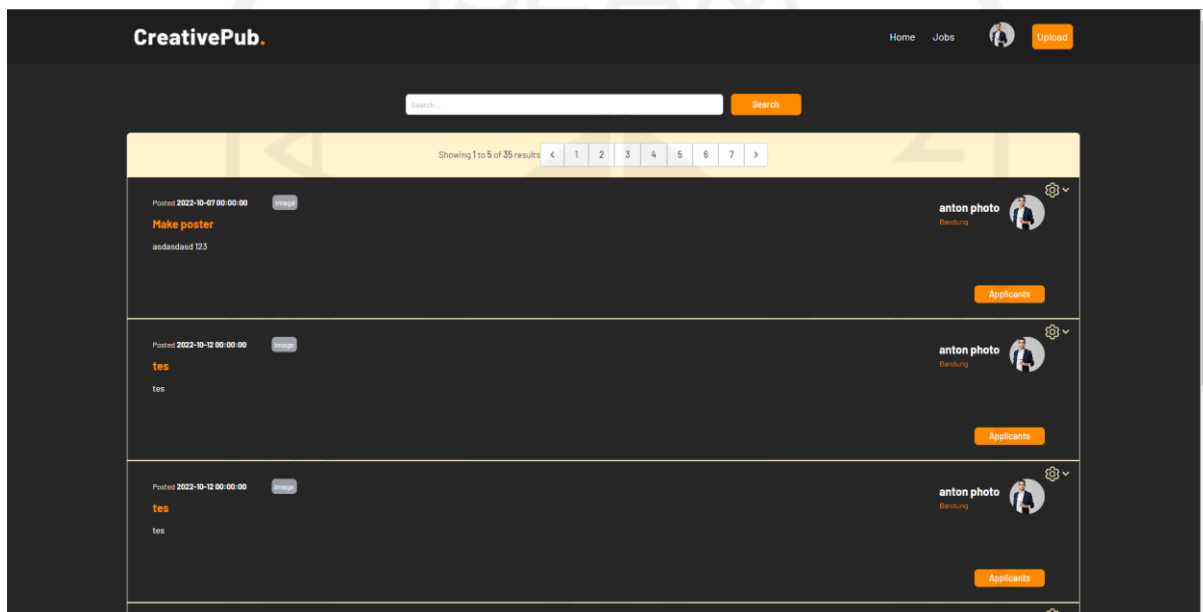 CreativePub.
Home Jobs Upload
Search... Search
Showing 1 to 5 of 35 results < 1 2 3 4 5 6 7 >
Posted 2022-10-07 00:00:00 Image
anton photo
Make poster
Bandung
asdasdasd 123
Applicants
Posted 2022-10-12 00:00:00 Image
anton photo
tes
Bandung
tes
Applicants
Posted 2022-10-12 00:00:00 Image
anton photo
tes
Bandung
tes
Applicants